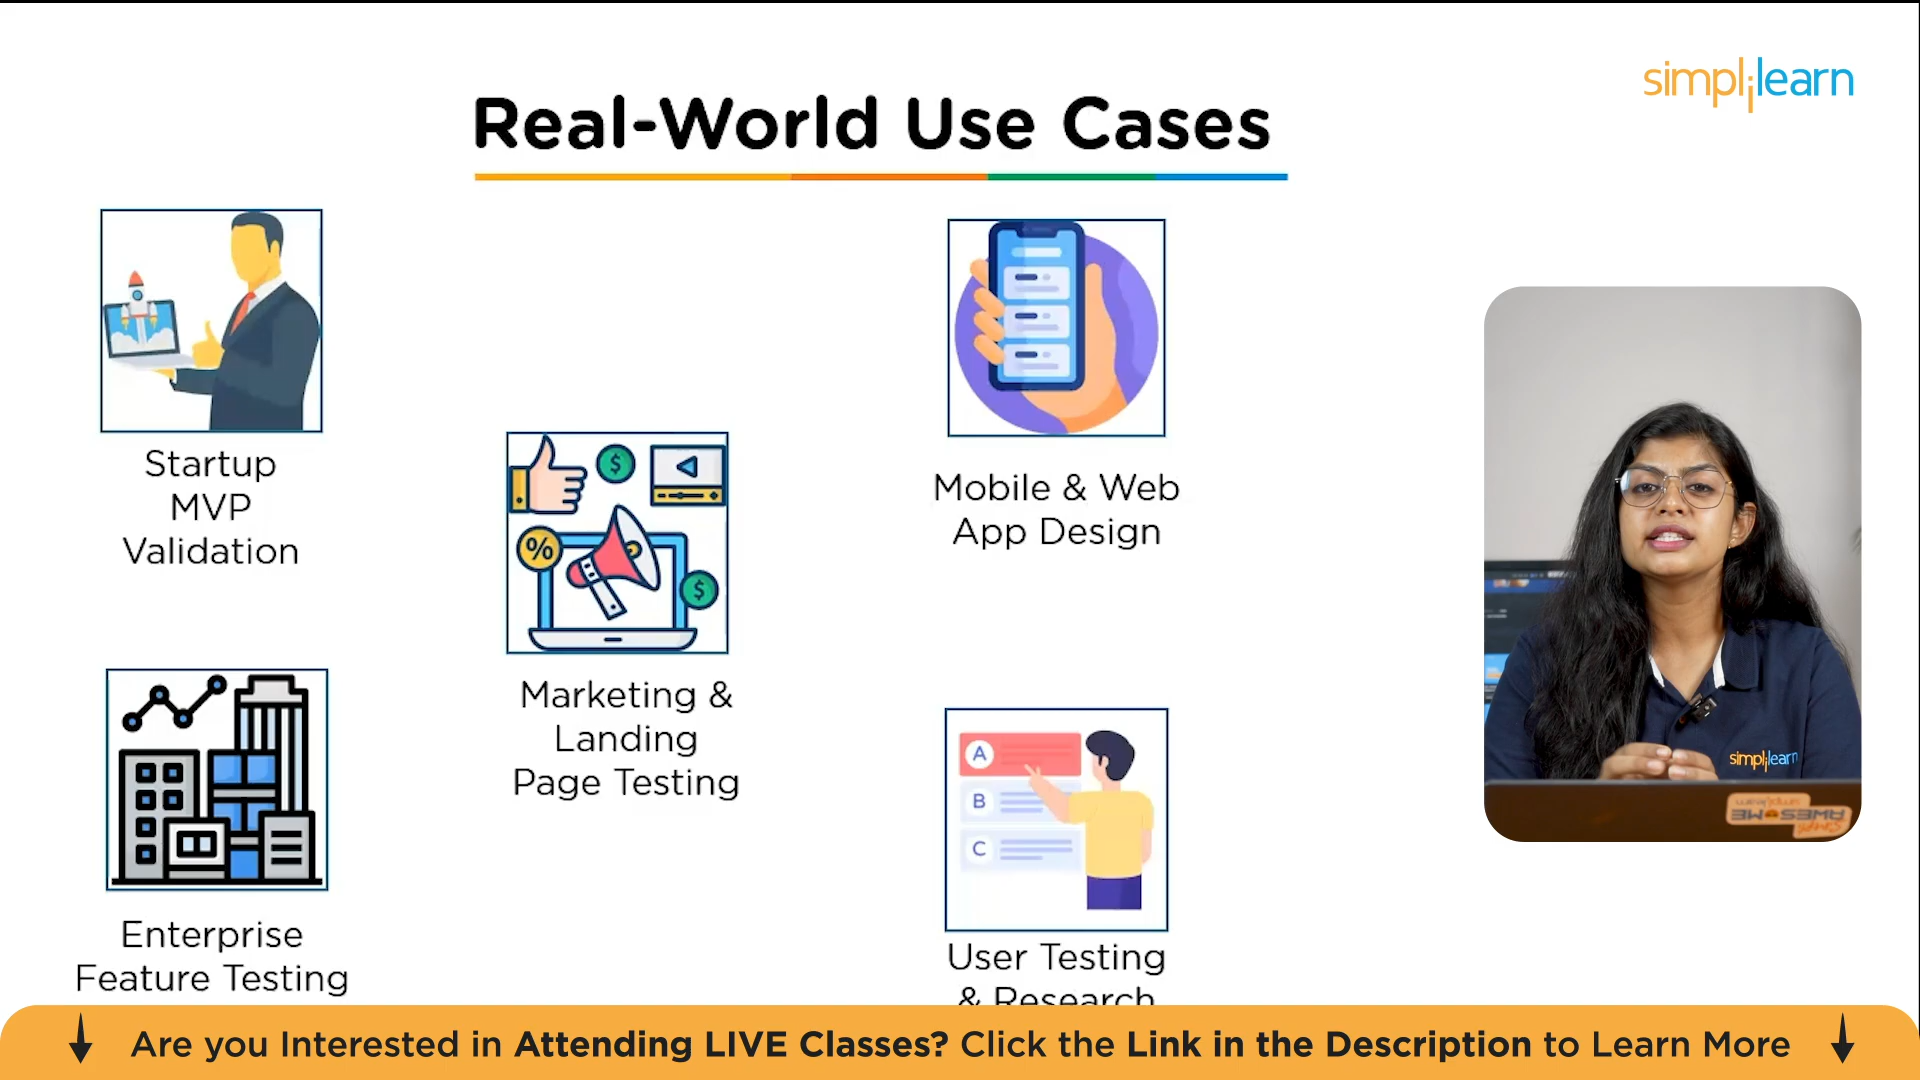 simplilearn
Real-World Use Cases
Startup
MVP
Validation
Mobile & Web
App Design
$
%
$
Marketing &
Landing
Page Testing
Enterprise
Feature Testing
A
B
C
User Testing
& Research
simplilearn
Are you Interested in Attending LIVE Classes? Click the Link in the Description to Learn More